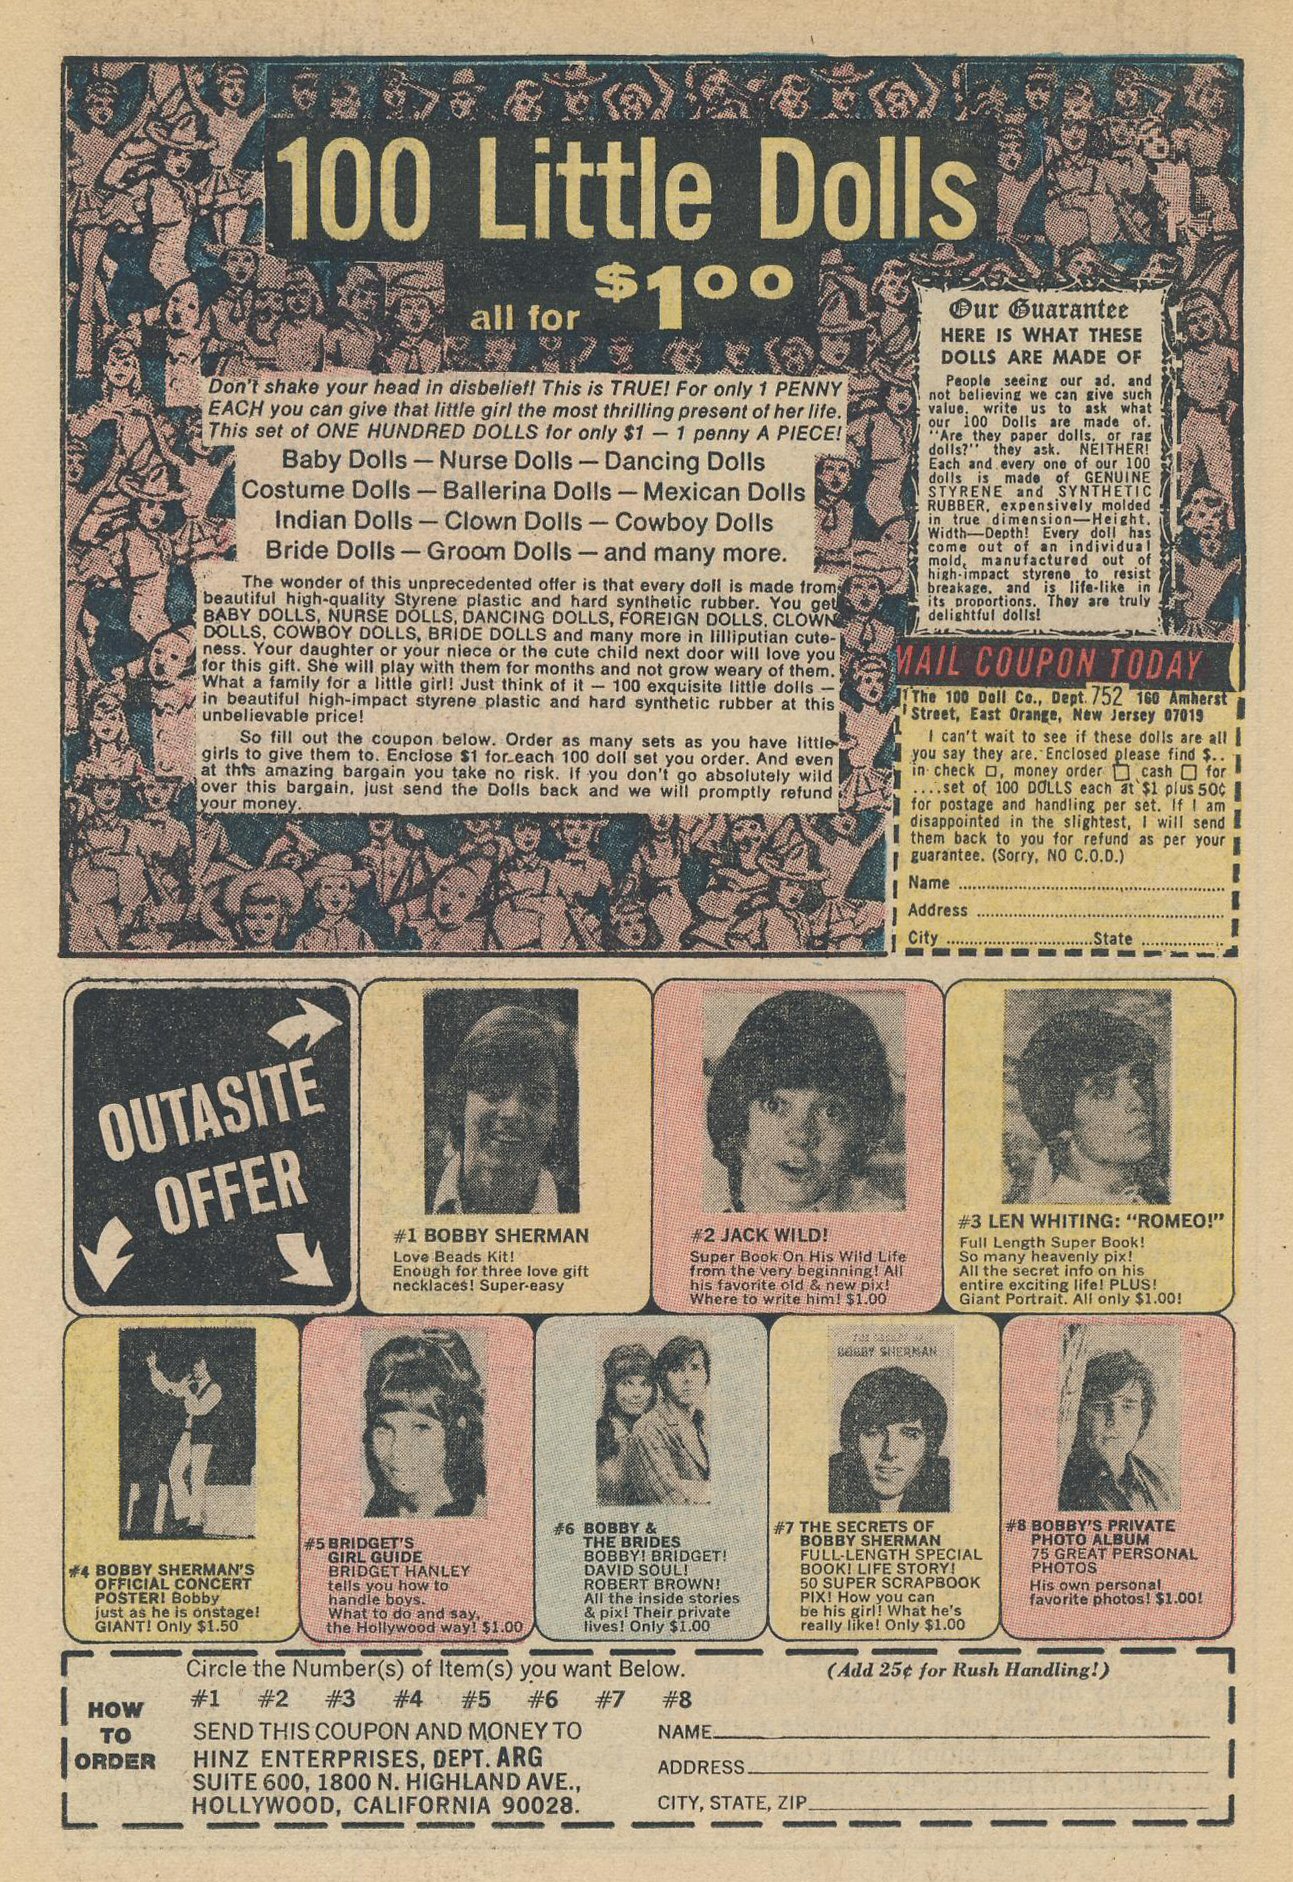 100 Little Dolls
all for $1.00
Don't shake your head in disbelief! This is TRUE! For only 1 PENNY
EACH you can give that little girl the most thrilling present of her life.
This set of ONE HUNDRED DOLLS for only $1 — 1 penny A PIECE!
Baby Dolls — Nurse Dolls — Dancing Dolls
Costume Dolls — Ballerina Dolls — Mexican Dolls
Indian Dolls — Clown Dolls — Cowboy Dolls
Bride Dolls — Groom Dolls — and many more.
The wonder of this unprecedented offer is that every doll is made from
beautiful high-quality Styrene plastic and hard synthetic rubber. You get
BABY DOLLS, NURSE DOLLS, DANCING DOLLS, FOREIGN DOLLS, CLOWN
DOLLS, COWBOY DOLLS, BRIDE DOLLS and many more in lilliputian cute-
ness. Your daughter or your niece or the cute child next door will love you
for this gift. She will play with them for months and not grow weary of them.
What a family for a little girl! Just think of it — 100 exquisite little dolls —
in beautiful high-impact styrene plastic and hard synthetic rubber at this
unbelievable price!
So fill out the coupon below. Order as many sets as you have little
girls to give them to. Enclose $1 for each 100 doll set you order. And even
at this amazing bargain you take no risk. If you don't go absolutely wild
over this bargain, just send the Dolls back and we will promptly refund
your money.
Our Guarantee
HERE IS WHAT THESE
DOLLS ARE MADE OF
People seeing our ad, and
not believing we can give such
value, write us to ask what
our 100 Dolls are made of.
"Are they paper dolls, or rag
dolls?" they ask. NEITHER!
Each and every one of our 100
dolls is made of GENUINE
STYRENE and SYNTHETIC
RUBBER, expensively molded
in true dimension—Height,
Width—Depth! Every doll has
come out of an individual
mold, manufactured out of
high-impact styrene to resist
breakage, and is life-like in
its proportions. They are truly
delightful dolls!
MAIL COUPON TODAY
The 100 Doll Co., Dept. 752 160 Amherst
Street, East Orange, New Jersey 07019
I can't wait to see if these dolls are all
you say they are. Enclosed please find $..
in check □, money order □ cash □ for
....set of 100 DOLLS each at $1 plus 50¢
for postage and handling per set. If I am
disappointed in the slightest, I will send
them back to you for refund as per your
guarantee. (Sorry, NO C.O.D.)
Name
Address
City State
OUTASITE
OFFER
#1 BOBBY SHERMAN
Love Beads Kit!
Enough for three love gift
necklaces! Super-easy
#2 JACK WILD!
Super Book On His Wild Life
from the very beginning! All
his favorite old & new pix!
Where to write him! $1.00
#3 LEN WHITING: "ROMEO!"
Full Length Super Book!
So many heavenly pix!
All the secret info on his
entire exciting life! PLUS!
Giant Portrait. All only $1.00!
#4 BOBBY SHERMAN'S
OFFICIAL CONCERT
POSTER! Bobby
just as he is onstage!
GIANT! Only $1.50
#5 BRIDGET'S
GIRL GUIDE
BRIDGET HANLEY
tells you how to
handle boys.
What to do and say,
the Hollywood way! $1.00
#6 BOBBY &
THE BRIDES
BOBBY! BRIDGET!
DAVID SOUL!
ROBERT BROWN!
All the inside stories
& pix! Their private
lives! Only $1.00
THE SECRETS OF
BOBBY SHERMAN
#7 THE SECRETS OF
BOBBY SHERMAN
FULL-LENGTH SPECIAL
BOOK! LIFE STORY!
50 SUPER SCRAPBOOK
PIX! How you can
be his girl! What he's
really like! Only $1.00
#8 BOBBY'S PRIVATE
PHOTO ALBUM
75 GREAT PERSONAL
PHOTOS
His own personal
favorite photos! $1.00!
HOW
TO
ORDER
Circle the Number(s) of Item(s) you want Below.
(Add 25¢ for Rush Handling!)
#1 #2 #3 #4 #5 #6 #7 #8
SEND THIS COUPON AND MONEY TO
HINZ ENTERPRISES, DEPT. ARG
SUITE 600, 1800 N. HIGHLAND AVE.,
HOLLYWOOD, CALIFORNIA 90028.
NAME
ADDRESS
CITY, STATE, ZIP